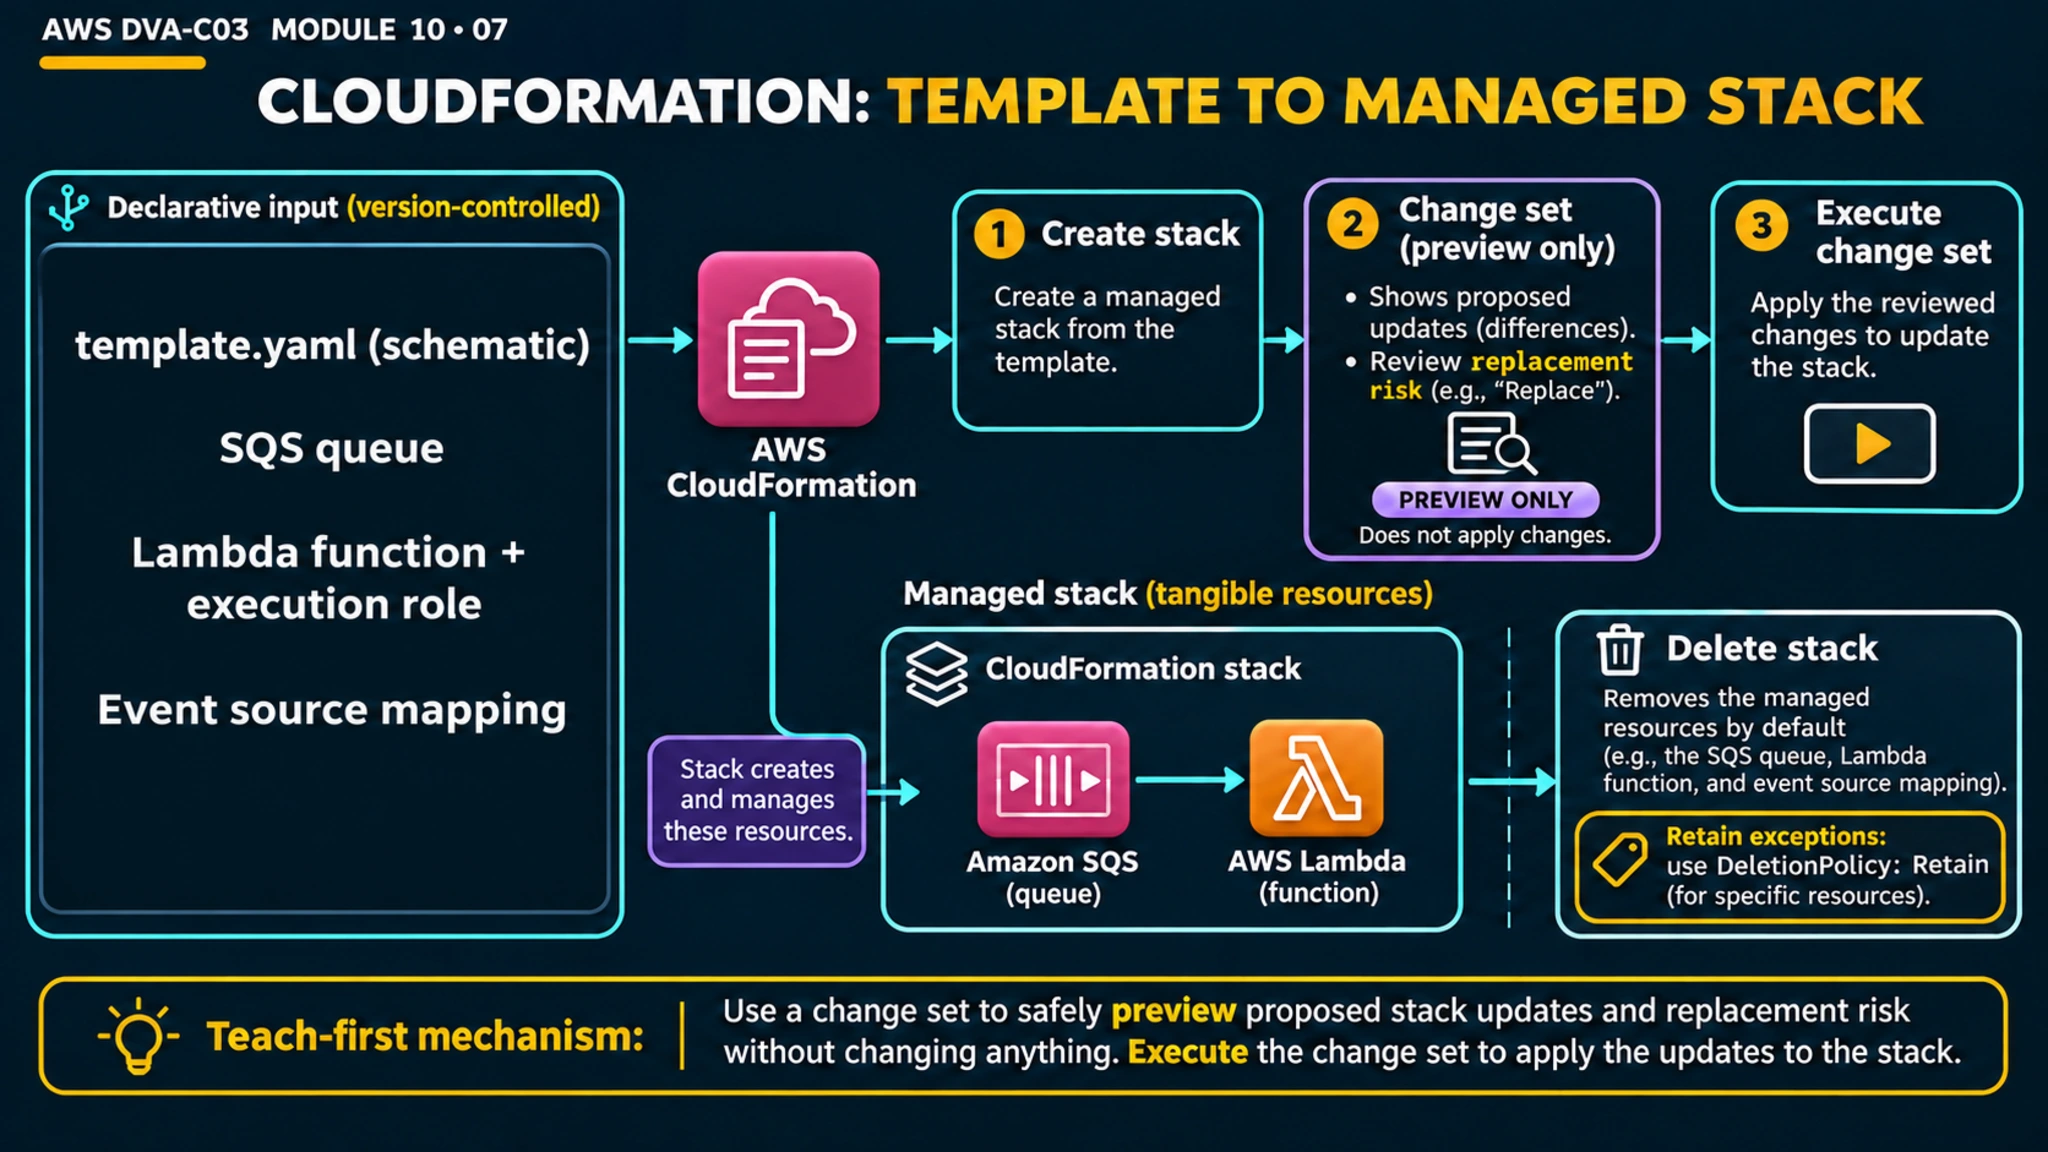 AWS DVA-C03 MODULE 10 • 07
CLOUDFORMATION: TEMPLATE TO MANAGED STACK
Declarative input (version-controlled)
template.yaml (schematic)
SQS queue
Lambda function +
execution role
Event source mapping
AWS
CloudFormation
1 Create stack
Create a managed
stack from the
template.
2 Change set
(preview only)
• Shows proposed
updates (differences).
• Review replacement
risk (e.g., “Replace”).
PREVIEW ONLY
Does not apply changes.
3 Execute
change set
Apply the reviewed
changes to update
the stack.
Stack creates
and manages
these resources.
Managed stack (tangible resources)
CloudFormation stack
Amazon SQS
(queue)
AWS Lambda
(function)
Delete stack
Removes the managed
resources by default
(e.g., the SQS queue, Lambda
function, and event source mapping).
Retain exceptions:
use DeletionPolicy: Retain
(for specific resources).
Teach-first mechanism:
Use a change set to safely preview proposed stack updates and replacement risk
without changing anything. Execute the change set to apply the updates to the stack.